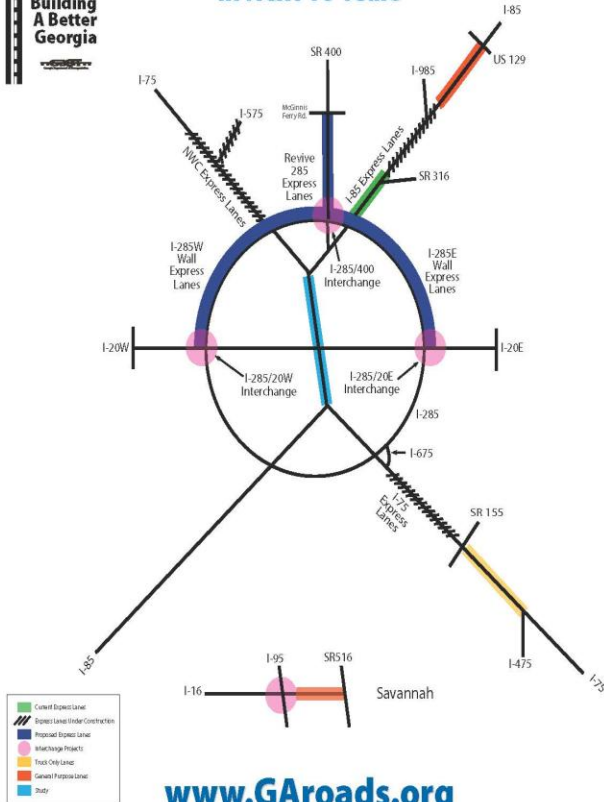 Building
A Better
Georgia
I-85
US 129
SR 400
I-985
I-75
I-575
McGinnis
Ferry Rd.
NWC Express Lanes
Revive
285
Express
Lanes
I-85 Express Lanes
SR 316
I-285W
Wall
Express
Lanes
I-285/400
Interchange
I-285E
Wall
Express
Lanes
I-20W
I-20E
I-285/20W
Interchange
I-285/20E
Interchange
I-285
I-675
I-75
Express
Lanes
SR 155
I-85
I-475
I-75
I-95
SR516
I-16
Savannah
Current Express Lanes
Express Lanes Under Construction
Proposed Express Lanes
Interchange Projects
Truck Only Lanes
General Purpose Lanes
Study
www.GAroads.org